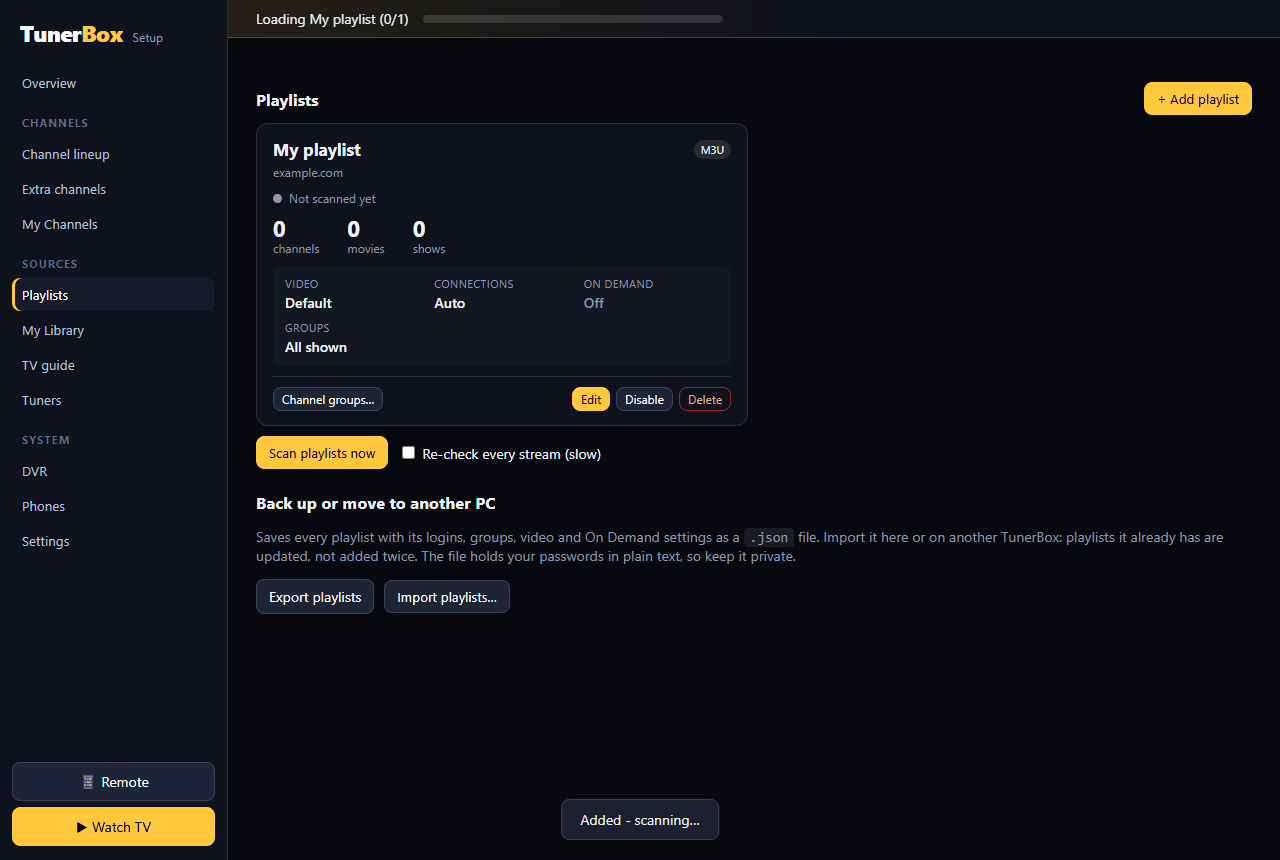 TunerBox Setup
Loading My playlist (0/1)
Overview
CHANNELS
Channel lineup
Extra channels
My Channels
SOURCES
Playlists
My Library
TV guide
Tuners
SYSTEM
DVR
Phones
Settings
Remote
▶ Watch TV
Playlists
+ Add playlist
My playlist
M3U
example.com
Not scanned yet
0 channels
0 movies
0 shows
VIDEO
Default
CONNECTIONS
Auto
ON DEMAND
Off
GROUPS
All shown
Channel groups...
Edit
Disable
Delete
Scan playlists now
Re-check every stream (slow)
Back up or move to another PC
Saves every playlist with its logins, groups, video and On Demand settings as a .json file. Import it here or on another TunerBox: playlists it already has are
updated, not added twice. The file holds your passwords in plain text, so keep it private.
Export playlists
Import playlists...
Added - scanning...